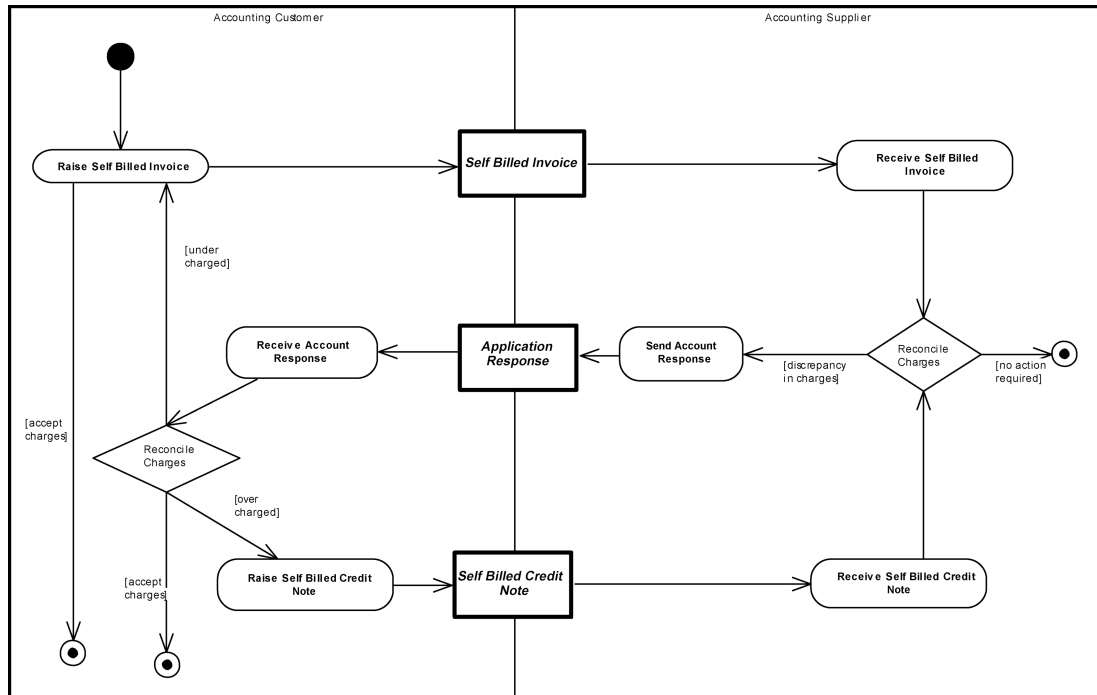 Accounting Customer
Accounting Supplier
Raise Self Billed Invoice
Self Billed Invoice
Receive Self Billed
Invoice
[under
charged]
Receive Account
Response
Application
Response
Send Account
Response
Reconcile
Charges
[discrepancy
in charges]
[no action
required]
[accept
charges]
Reconcile
Charges
[over
charged]
[accept
charges]
Raise Self Billed Credit
Note
Self Billed Credit
Note
Receive Self Billed Credit
Note